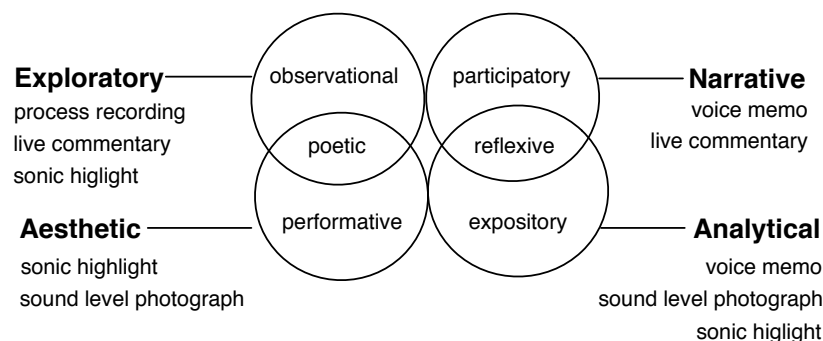 observational
participatory
Exploratory
Narrative
process recording
voice memo
live commentary
live commentary
poetic
reflexive
sonic higlight
Aesthetic
performative
expository
Analytical
sonic highlight
voice memo
sound level photograph
sound level photograph
sonic higlight